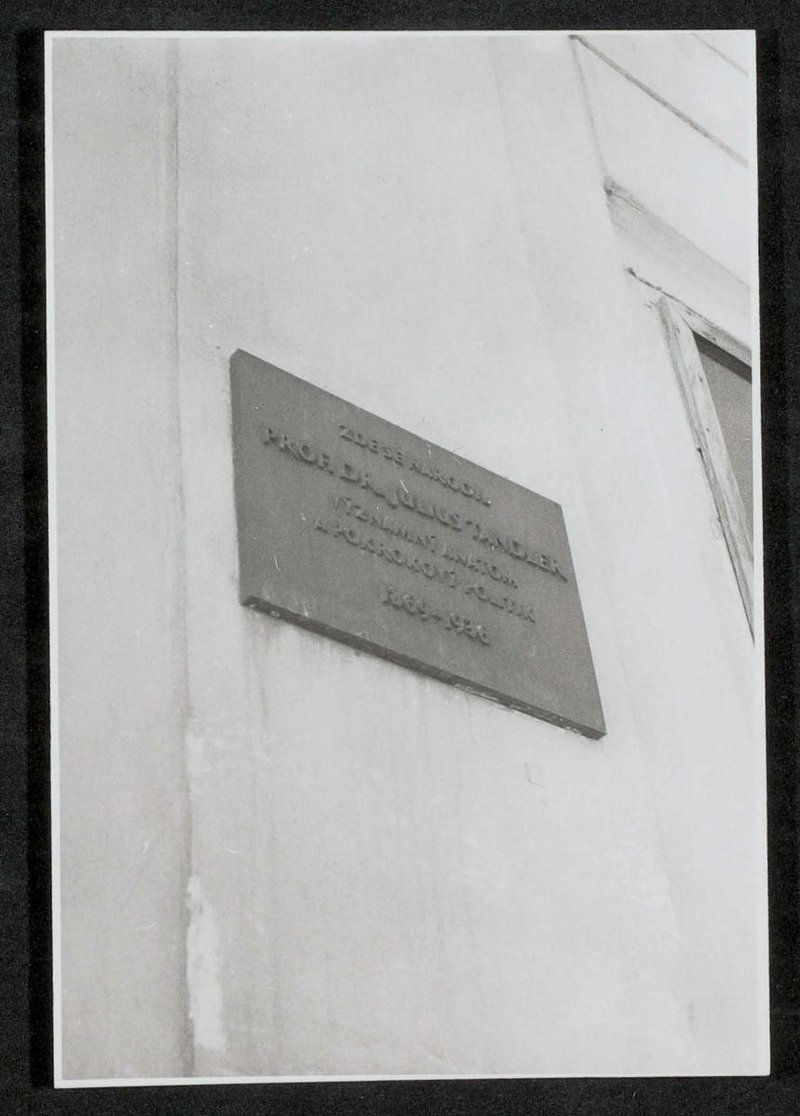 ZDE SE NARODIL
PROF. DR. JULIUS TANDLER
VÝZNAMNÝ ANATOM
A POKROKOVÝ POLITIK
1869-1936